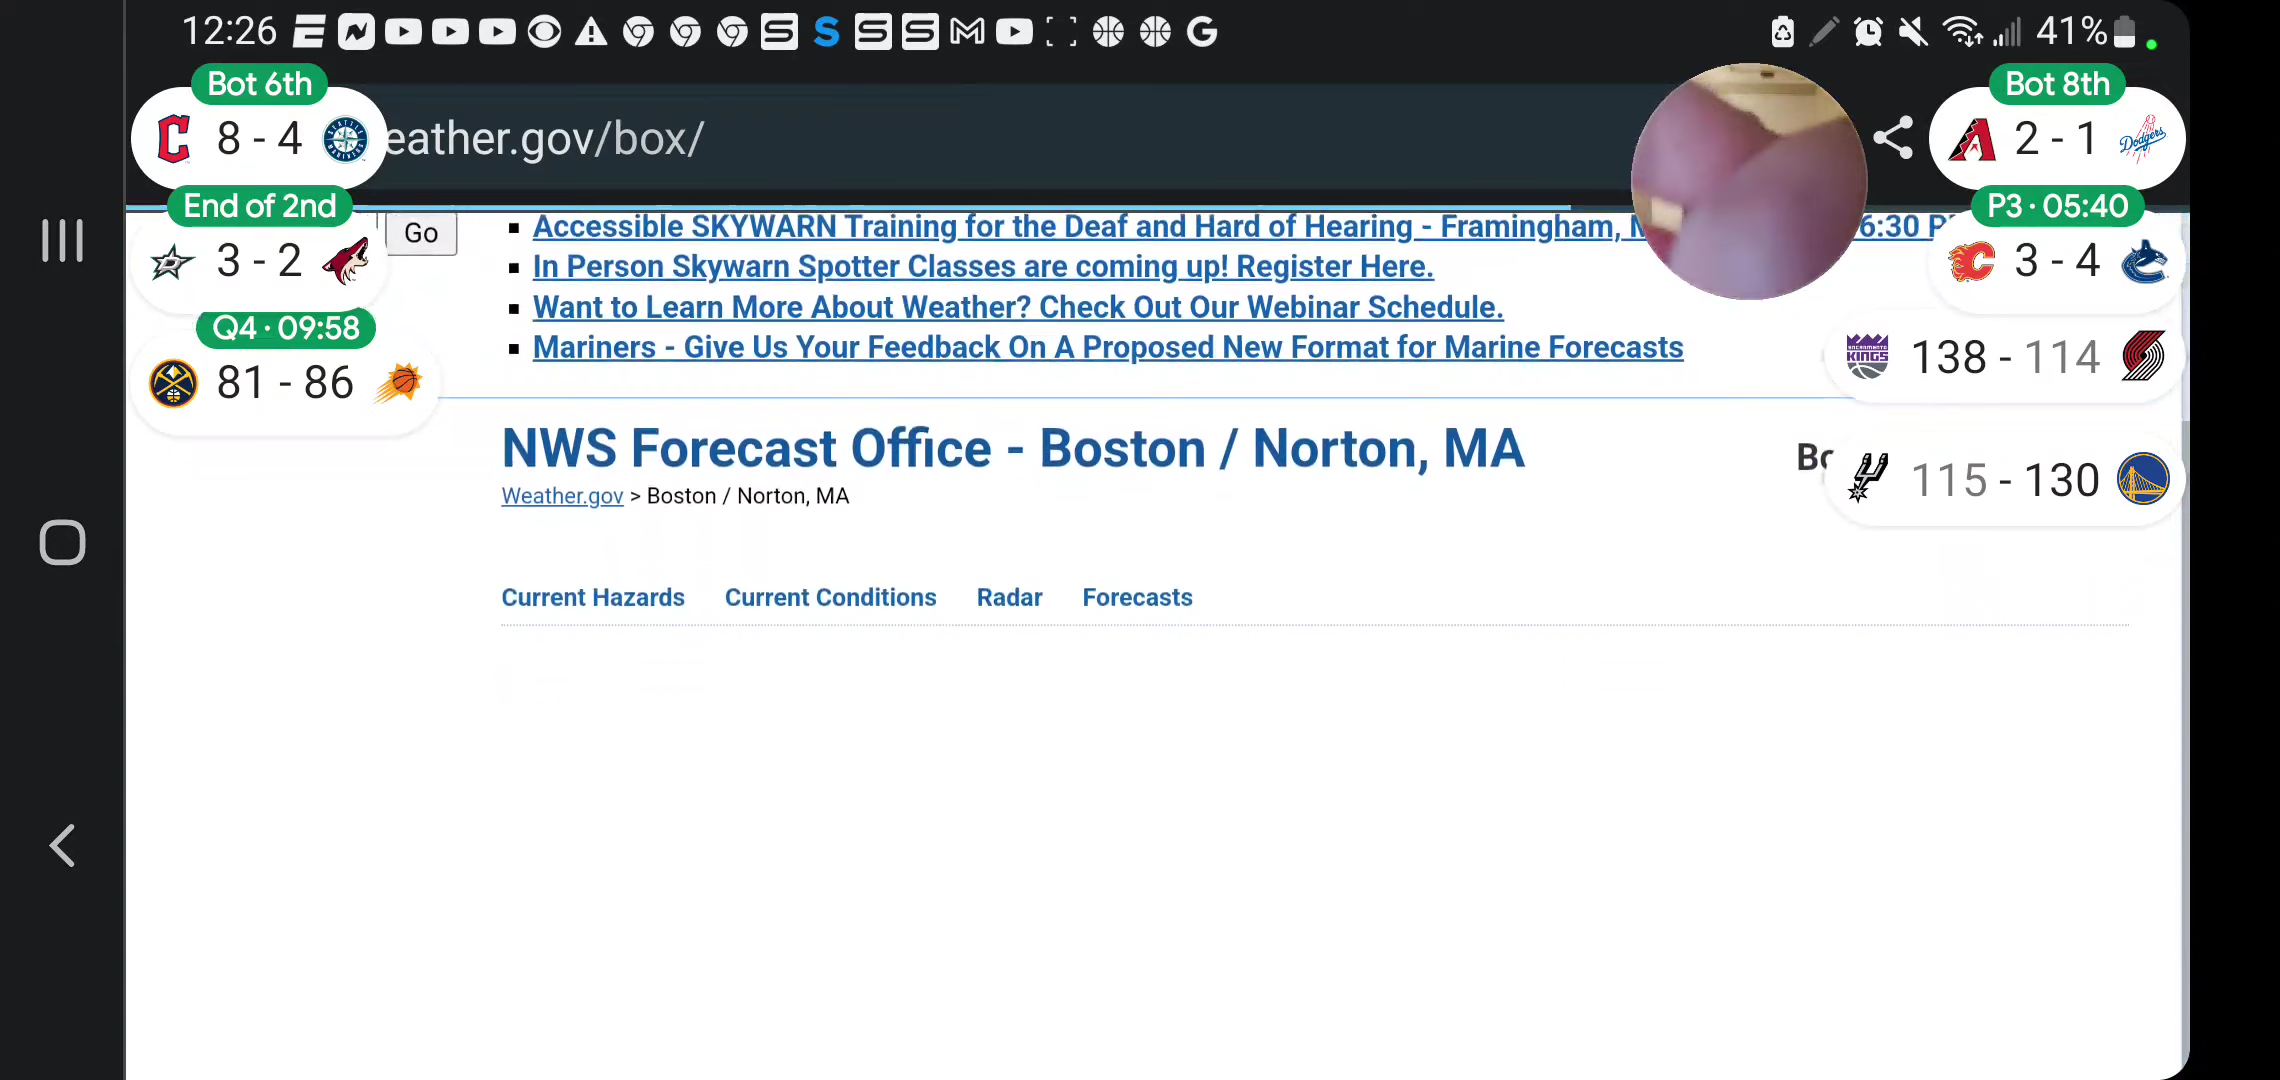 12:26
41%
Bot 6th
8 - 4
eather.gov/box/
Bot 8th
2 - 1
Dodgers
End of 2nd
3 - 2
P3 · 05:40
3 - 4
Q4 · 09:58
81 - 86
SACRAMENTO
KINGS
138 - 114
115 - 130
Go
Accessible SKYWARN Training for the Deaf and Hard of Hearing - Framingham, 6:30
In Person Skywarn Spotter Classes are coming up! Register Here.
Want to Learn More About Weather? Check Out Our Webinar Schedule.
Mariners - Give Us Your Feedback On A Proposed New Format for Marine Forecasts
NWS Forecast Office - Boston / Norton, MA
Weather.gov > Boston / Norton, MA
Current Hazards Current Conditions Radar Forecasts